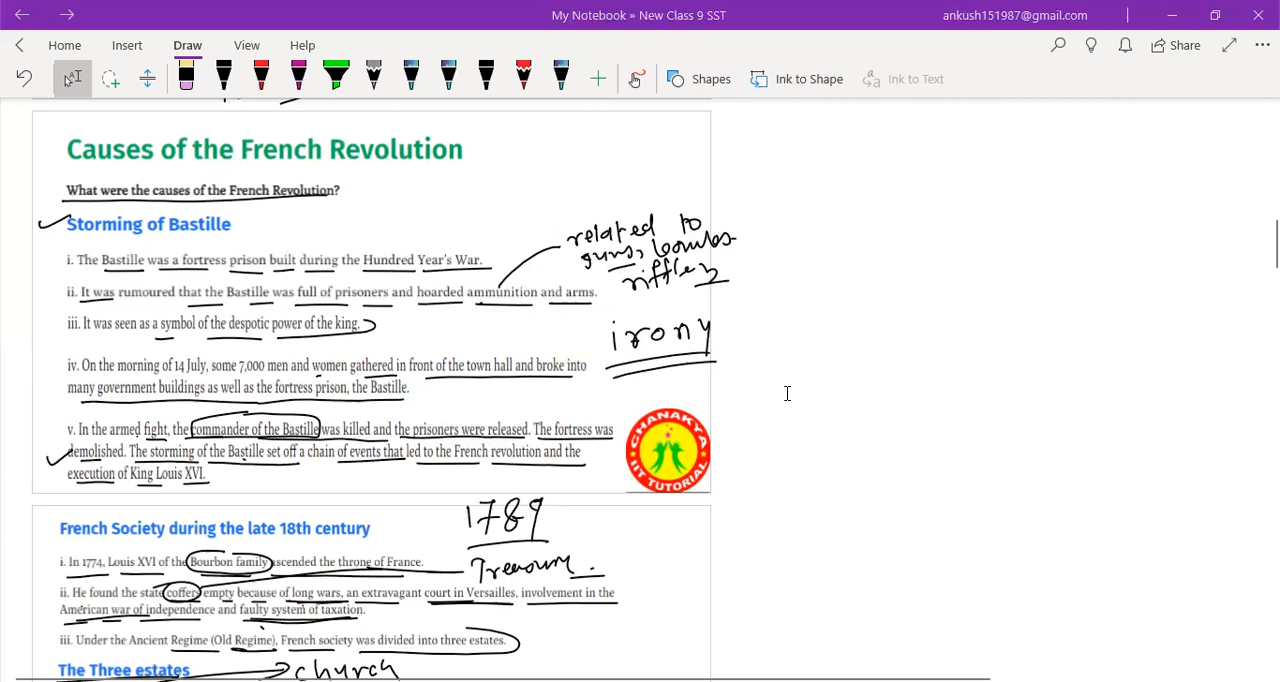 My Notebook » New Class 9 SST
ankush151987@gmail.com
Home Insert Draw View Help
Share
Shapes
Ink to Shape
Ink to Text
Causes of the French Revolution
What were the causes of the French Revolution?
Storming of Bastille
related to
guns, bombs
riffles
i. The Bastille was a fortress prison built during the Hundred Year's War.
ii. It was rumoured that the Bastille was full of prisoners and hoarded ammunition and arms.
iii. It was seen as a symbol of the despotic power of the king.
irony
iv. On the morning of 14 July, some 7,000 men and women gathered in front of the town hall and broke into
many government buildings as well as the fortress prison, the Bastille.
v. In the armed fight, the commander of the Bastille was killed and the prisoners were released. The fortress was
demolished. The storming of the Bastille set off a chain of events that led to the French revolution and the
execution of King Louis XVI.
CHANAKYA
IIT TUTORIAL
1789
French Society during the late 18th century
i. In 1774, Louis XVI of the Bourbon family ascended the throne of France.
Treasure
ii. He found the state coffers empty because of long wars, an extravagant court in Versailles, involvement in the
American war of independence and faulty system of taxation.
iii. Under the Ancient Regime (Old Regime), French society was divided into three estates.
The Three estates
church